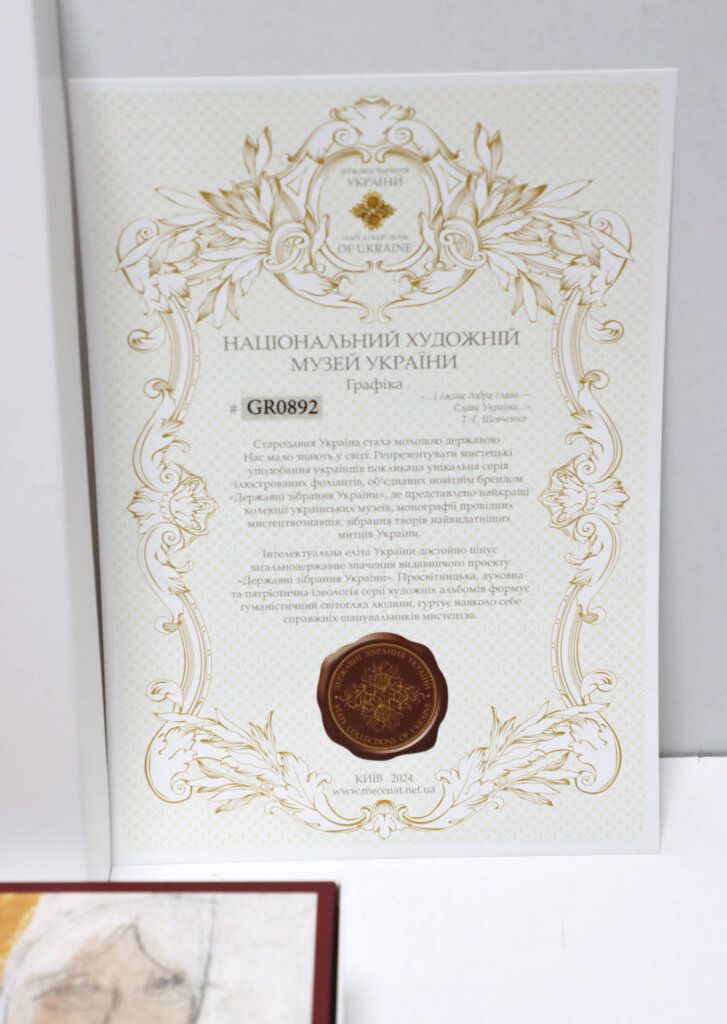 ДЕРЖАВНІ ЗІБРАННЯ
УКРАЇНИ
STATE COLLECTIONS
OF UKRAINE
НАЦІОНАЛЬНИЙ ХУДОЖНІЙ
МУЗЕЙ УКРАЇНИ
Графіка
# GR0892
«...І оживе добра слава,—
Слава України...»
Т. Г. Шевченко
Стародавня Україна стала молодою державою.
Нас мало знають у світі. Репрезентувати мистецькі
уподобання українців покликана унікальна серія
ілюстрованих фоліантів, об'єднаних новітнім брендом
«Державні зібрання України», де представлено найкращі
колекції українських музеїв, монографії провідних
мистецтвознавців, зібрання творів найвидатніших
митців України.
Інтелектуальна еліта України достойно цінує
загальнодержавне значення видавничого проекту
«Державні зібрання України». Просвітницька, духовна
та патріотична ідеологія серії художніх альбомів формує
гуманістичний світогляд людини, гуртує навколо себе
справжніх шанувальників мистецтва.
ДЕРЖАВНІ ЗІБРАННЯ УКРАЇНИ
STATE COLLECTIONS OF UKRAINE
КИЇВ · 2024
www.mecenat.net.ua